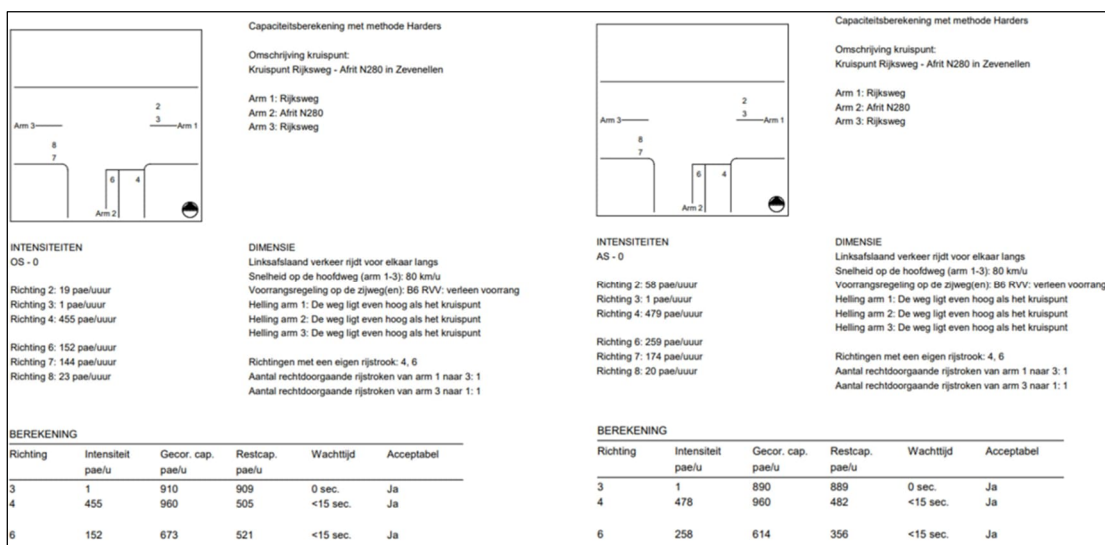 Capaciteitsberekening met methode Harders
Omschrijving kruispunt:
Kruispunt Rijksweg - Afrit N280 in Zevenellen
Arm 1: Rijksweg
Arm 2: Afrit N280
Arm 3: Rijksweg
2
3
Arm 3
Arm 1
8
7
6 4
Arm 2
INTENSITEITEN
OS - 0
Richting 2: 19 pae/uuur
Richting 3: 1 pae/uuur
Richting 4: 455 pae/uuur
Richting 6: 152 pae/uuur
Richting 7: 144 pae/uuur
Richting 8: 23 pae/uuur
DIMENSIE
Linksafslaand verkeer rijdt voor elkaar langs
Snelheid op de hoofdweg (arm 1-3): 80 km/u
Voorrangsregeling op de zijweg(en): B6 RVV: verleen voorrang
Helling arm 1: De weg ligt even hoog als het kruispunt
Helling arm 2: De weg ligt even hoog als het kruispunt
Helling arm 3: De weg ligt even hoog als het kruispunt
Richtingen met een eigen rijstrook: 4, 6
Aantal rechtdoorgaande rijstroken van arm 1 naar 3: 1
Aantal rechtdoorgaande rijstroken van arm 3 naar 1: 1
BEREKENING
Richting Intensiteit Gecor. cap. Restcap. Wachttijd Acceptabel
pae/u pae/u pae/u
3 1 910 909 0 sec. Ja
4 455 960 505 <15 sec. Ja
6 152 673 521 <15 sec. Ja
Capaciteitsberekening met methode Harders
Omschrijving kruispunt:
Kruispunt Rijksweg - Afrit N280 in Zevenellen
Arm 1: Rijksweg
Arm 2: Afrit N280
Arm 3: Rijksweg
2
3
Arm 3
Arm 1
8
7
6 4
Arm 2
INTENSITEITEN
AS - 0
Richting 2: 58 pae/uuur
Richting 3: 1 pae/uuur
Richting 4: 479 pae/uuur
Richting 6: 259 pae/uuur
Richting 7: 174 pae/uuur
Richting 8: 20 pae/uuur
DIMENSIE
Linksafslaand verkeer rijdt voor elkaar langs
Snelheid op de hoofdweg (arm 1-3): 80 km/u
Voorrangsregeling op de zijweg(en): B6 RVV: verleen voorrang
Helling arm 1: De weg ligt even hoog als het kruispunt
Helling arm 2: De weg ligt even hoog als het kruispunt
Helling arm 3: De weg ligt even hoog als het kruispunt
Richtingen met een eigen rijstrook: 4, 6
Aantal rechtdoorgaande rijstroken van arm 1 naar 3: 1
Aantal rechtdoorgaande rijstroken van arm 3 naar 1: 1
BEREKENING
Richting Intensiteit Gecor. cap. Restcap. Wachttijd Acceptabel
pae/u pae/u pae/u
3 1 890 889 0 sec. Ja
4 478 960 482 <15 sec. Ja
6 258 614 356 <15 sec. Ja